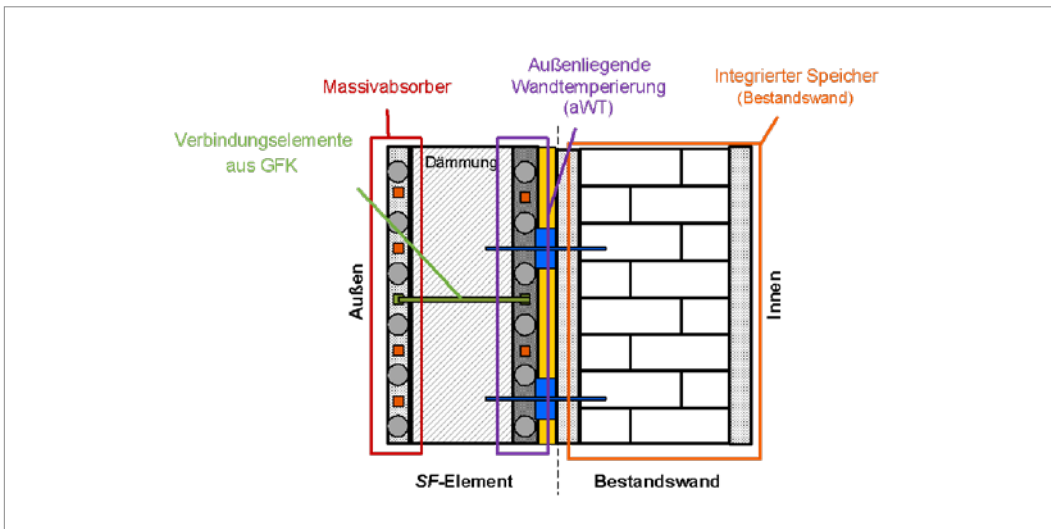 Massivabsorber
Außenliegende
Wandtemperierung
(aWT)
Integrierter Speicher
(Bestandswand)
Verbindungselemente
aus GFK
Dämmung
Außen
Innen
SF-Element
Bestandswand